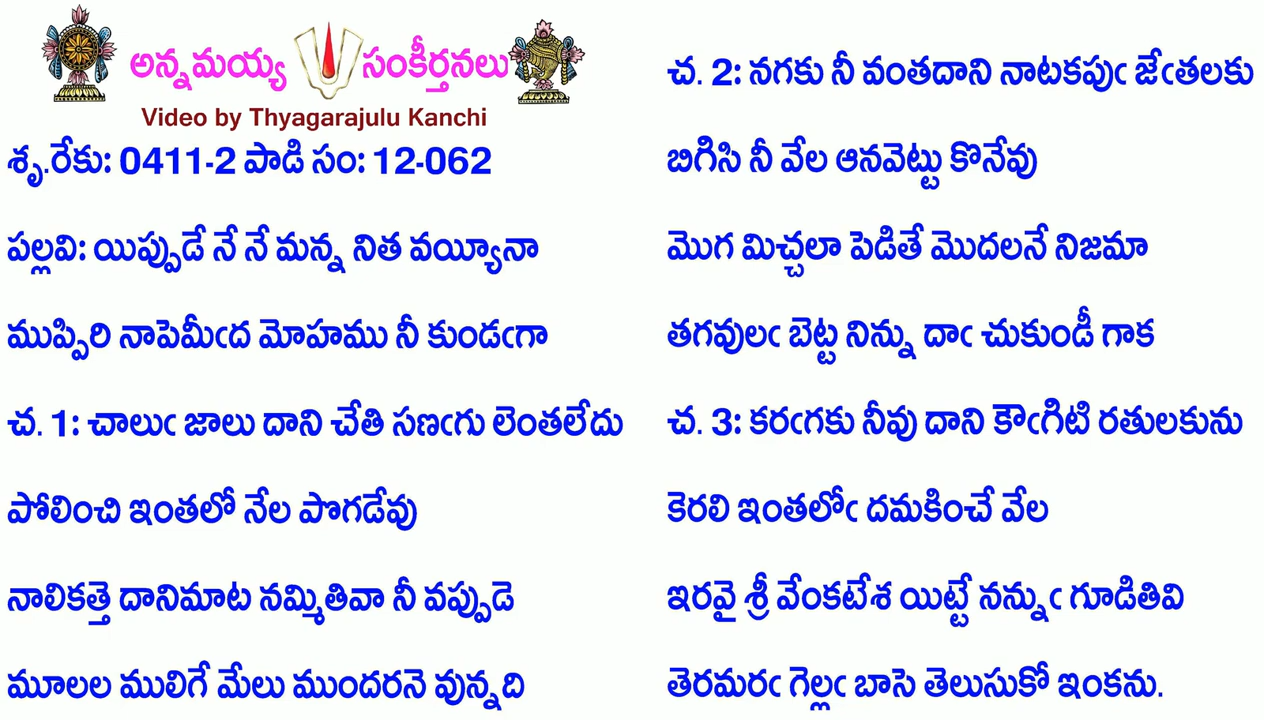 అన్నమయ్య సంకీర్తనలు
Video by Thyagarajulu Kanchi
శృ.రేకు: 0411-2 పాడి సం: 12-062
పల్లవి: యిప్పుడే నే నే మన్న నిత వయ్యీనా
ముప్పిరి నాపెమీఁద మోహము నీ కుండఁగా
చ. 1: చాలుఁ జాలు దాని చేతి సణఁగు లెంతలేదు
పోలించి ఇంతలో నేల పొగడేవు
నాలికత్తె దానిమాట నమ్మితివా నీ వప్పుడె
మూలల ములిగే మేలు ముందరనె వున్నది
చ. 2: నగకు నీ వంతదాని నాటకపుఁ జేఁతలకు
బిగిసి నీ వేల ఆనవెట్టు కొనేవు
మొగ మిచ్చలా పెడితే మొదలనే నిజమా
తగవులఁ బెట్ట నిన్ను దాఁ చుకుండీ గాక
చ. 3: కరఁగకు నీవు దాని కౌఁగిటి రతులకును
కెరలి ఇంతలోఁ దమకించే వేల
ఇరవై శ్రీ వేంకటేశ యిట్టే నన్నుఁ గూడితివి
తెరమరఁ గెల్లఁ బాసె తెలుసుకో ఇంకను.